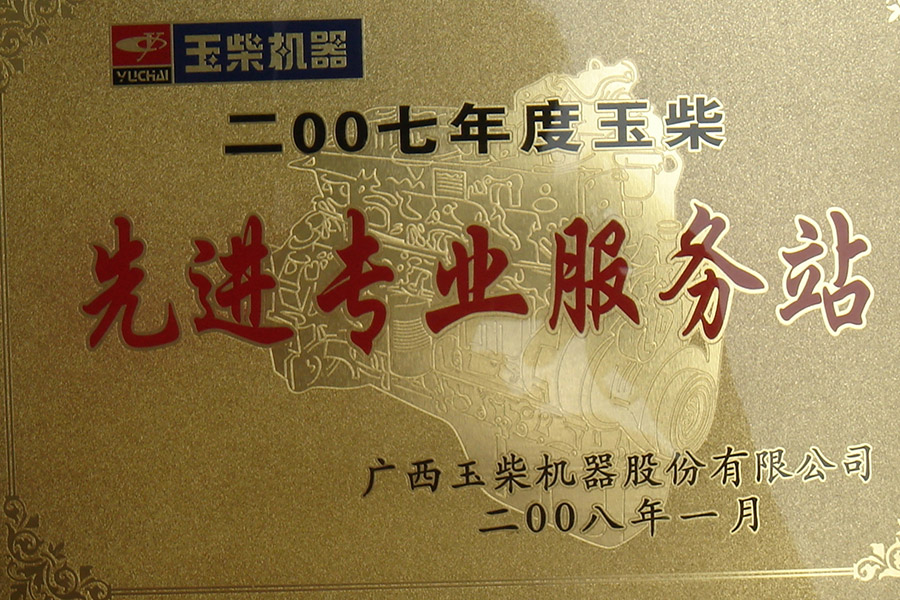 玉柴机器
YUCHAI
二00七年度玉柴
先进专业服务站
广西玉柴机器股份有限公司
二00八年一月